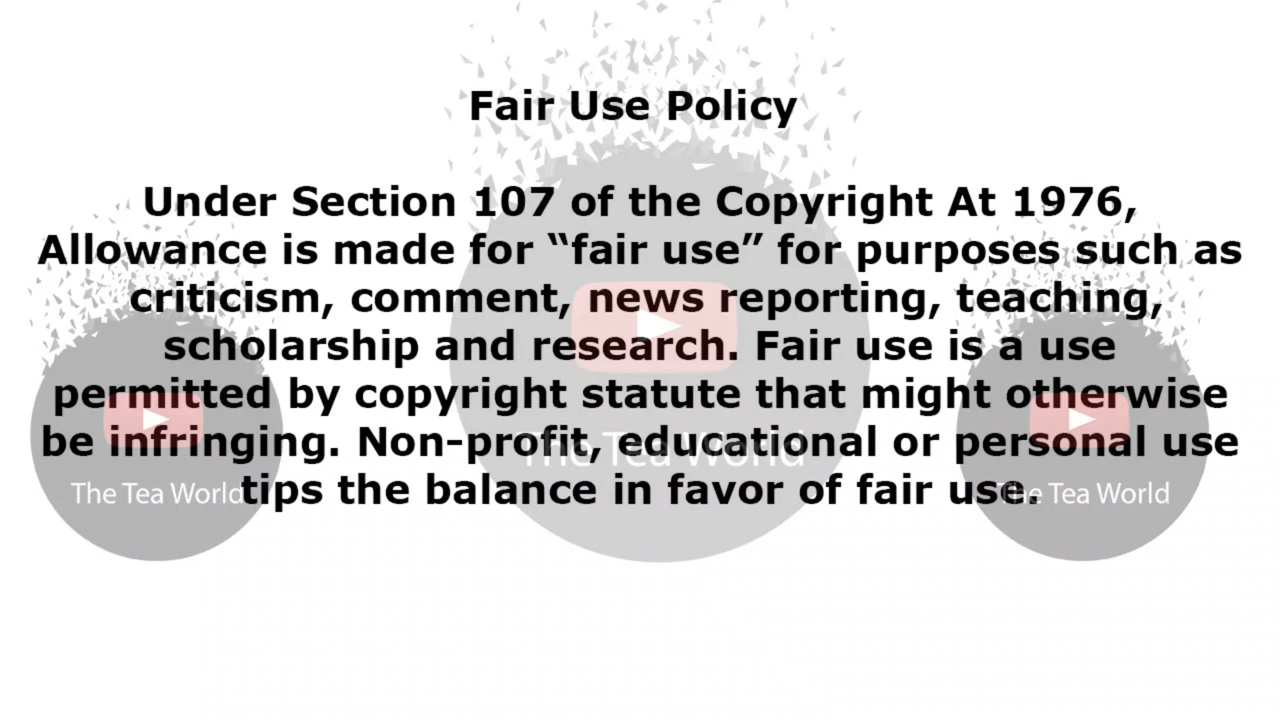 Fair Use Policy
Under Section 107 of the Copyright At 1976,
Allowance is made for “fair use” for purposes such as
criticism, comment, news reporting, teaching,
scholarship and research. Fair use is a use
permitted by copyright statute that might otherwise
be infringing. Non-profit, educational or personal use
The Tea World
tips the balance in favor of fair use.
The Tea World
The Tea World